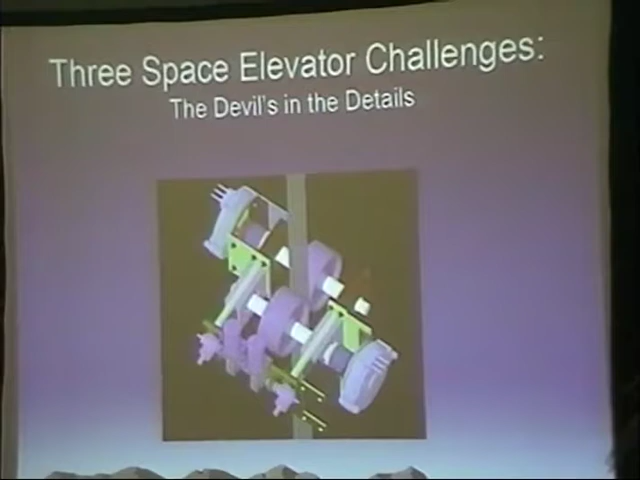 Three Space Elevator Challenges:
The Devil's in the Details